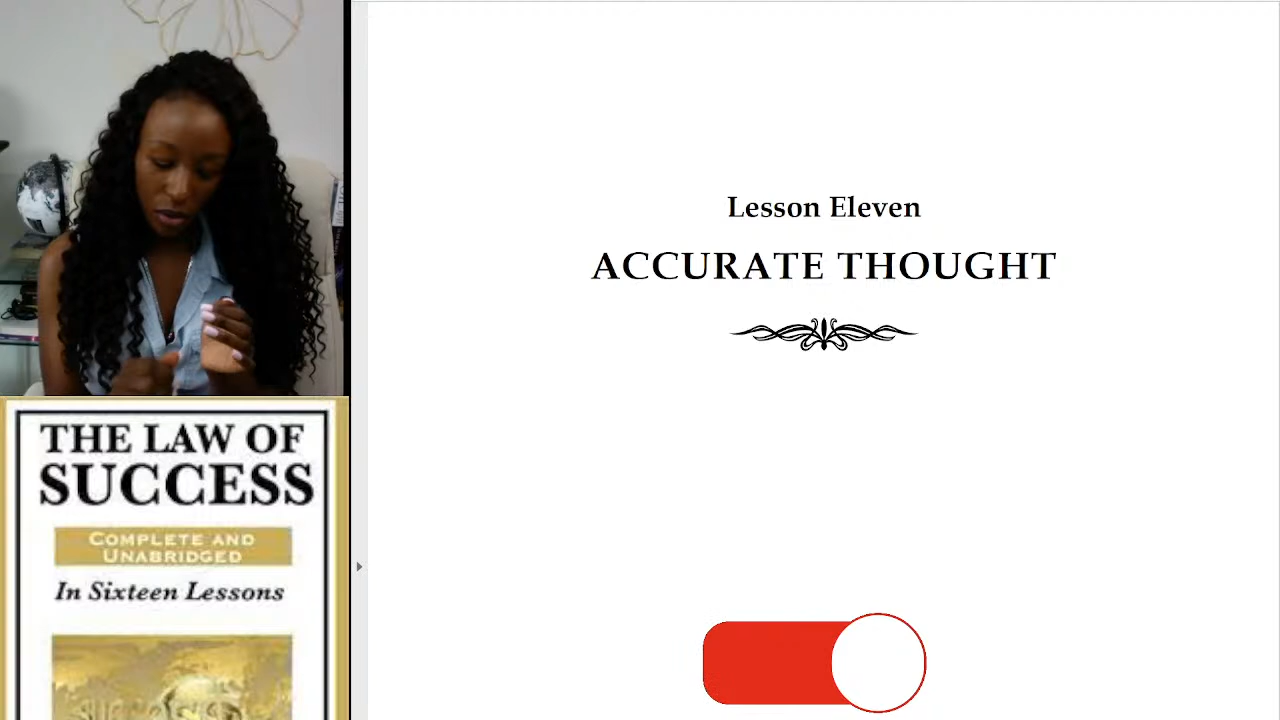 Lesson Eleven
ACCURATE THOUGHT
THE LAW OF
SUCCESS
COMPLETE AND
UNABRIDGED
In Sixteen Lessons